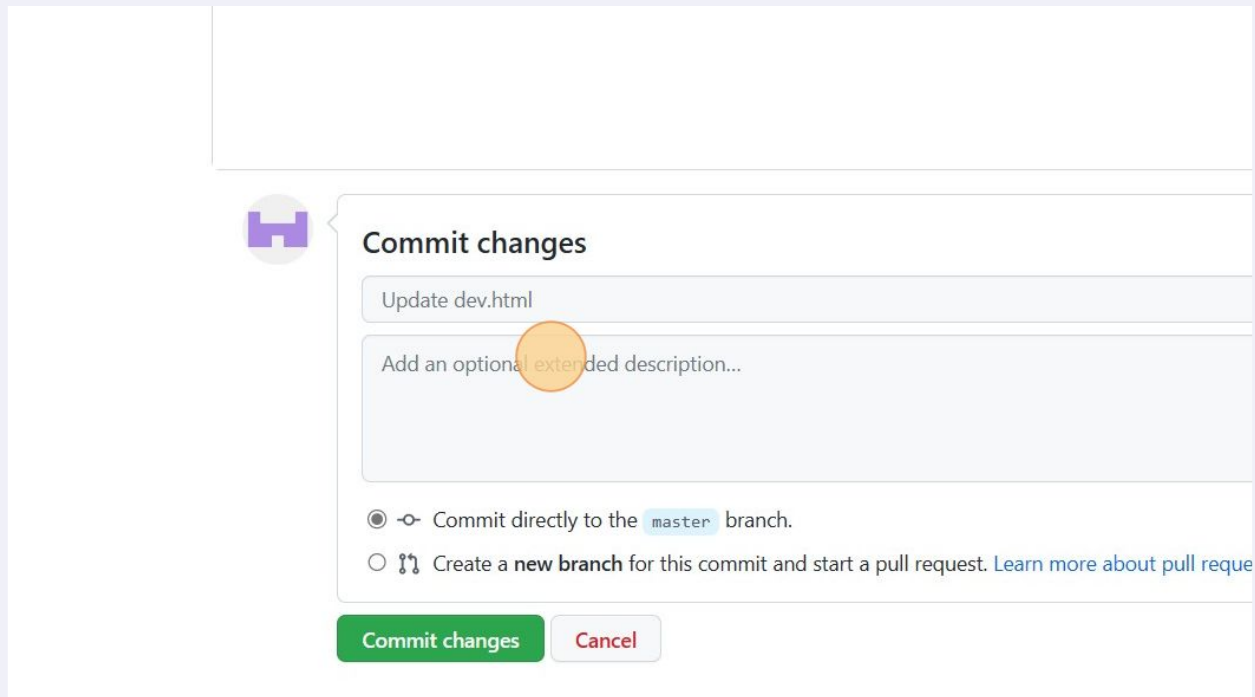 Commit changes
Update dev.html
Add an optional extended description...
Commit directly to the master branch.
Create a new branch for this commit and start a pull request. Learn more about pull reque
Commit changes
Cancel